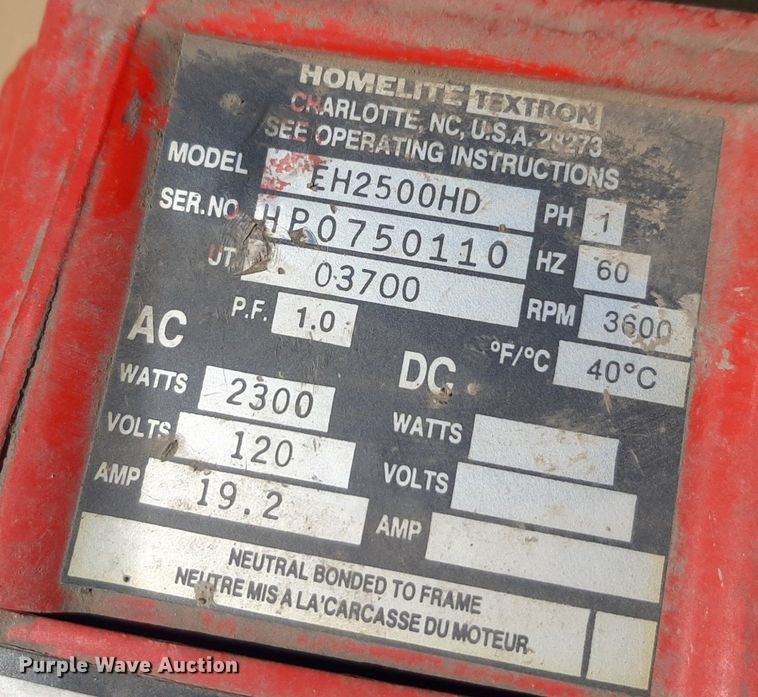 HOMELITE TEXTRON
CHARLOTTE, NC, U.S.A. 28273
SEE OPERATING INSTRUCTIONS
MODEL EH2500HD PH 1
SER.NO. HP0750110 HZ 60
UT 03700 RPM 3600
P.F. 1.0 °F/°C 40°C
AC DC
WATTS 2300 WATTS
VOLTS 120 VOLTS
AMP 19.2 AMP
NEUTRAL BONDED TO FRAME
NEUTRE MIS A LA'CARCASSE DU MOTEUR
Purple Wave Auction